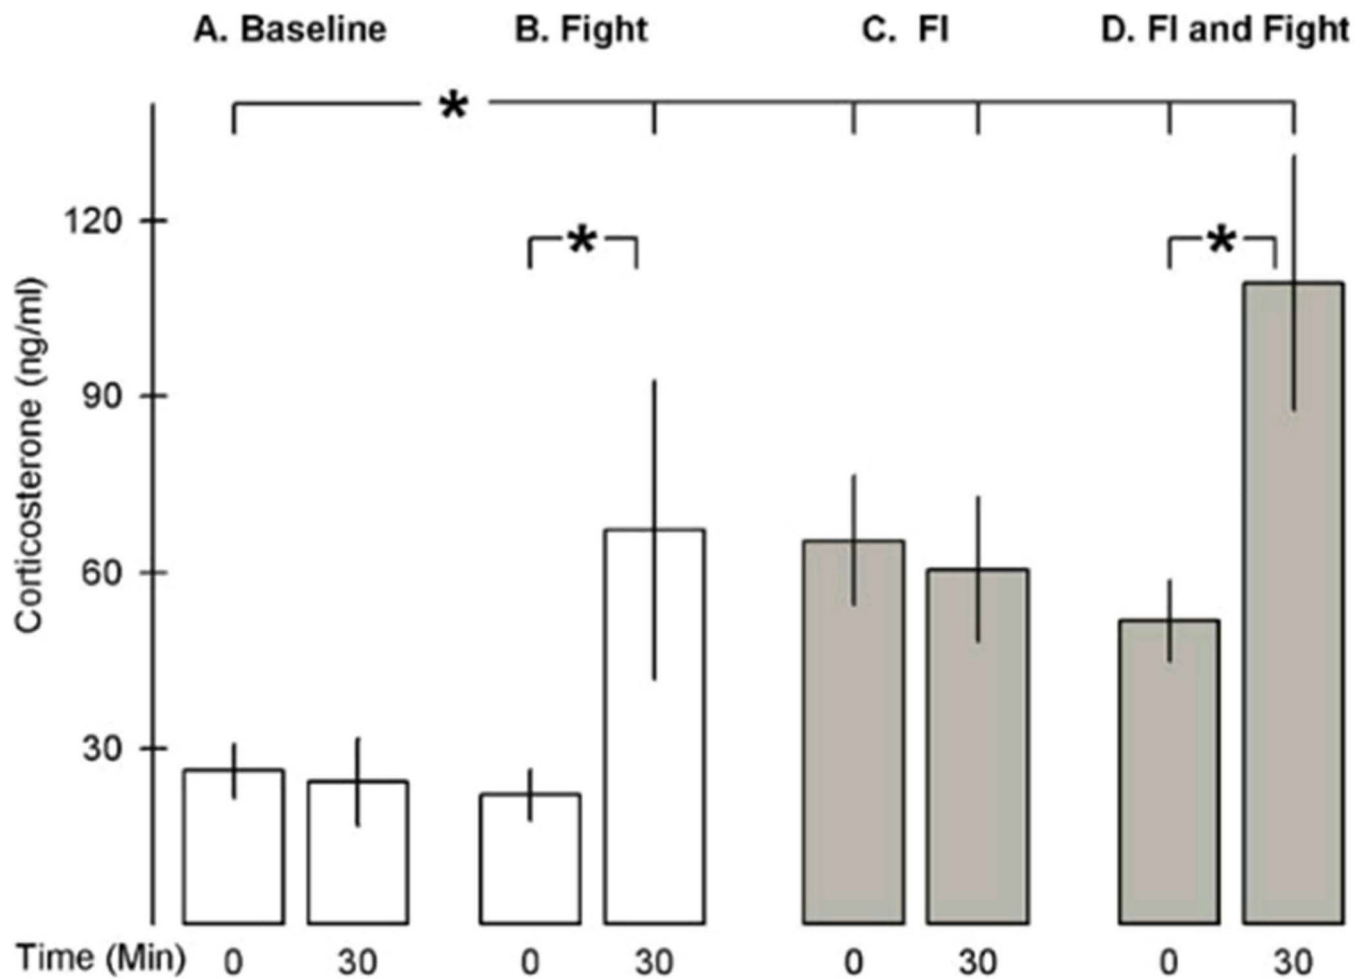 A. Baseline B. Fight C. FI D. FI and Fight
*
120
* *
90
60
30
Corticosterone (ng/ml)
Time (Min) 0 30 0 30 0 30 0 30